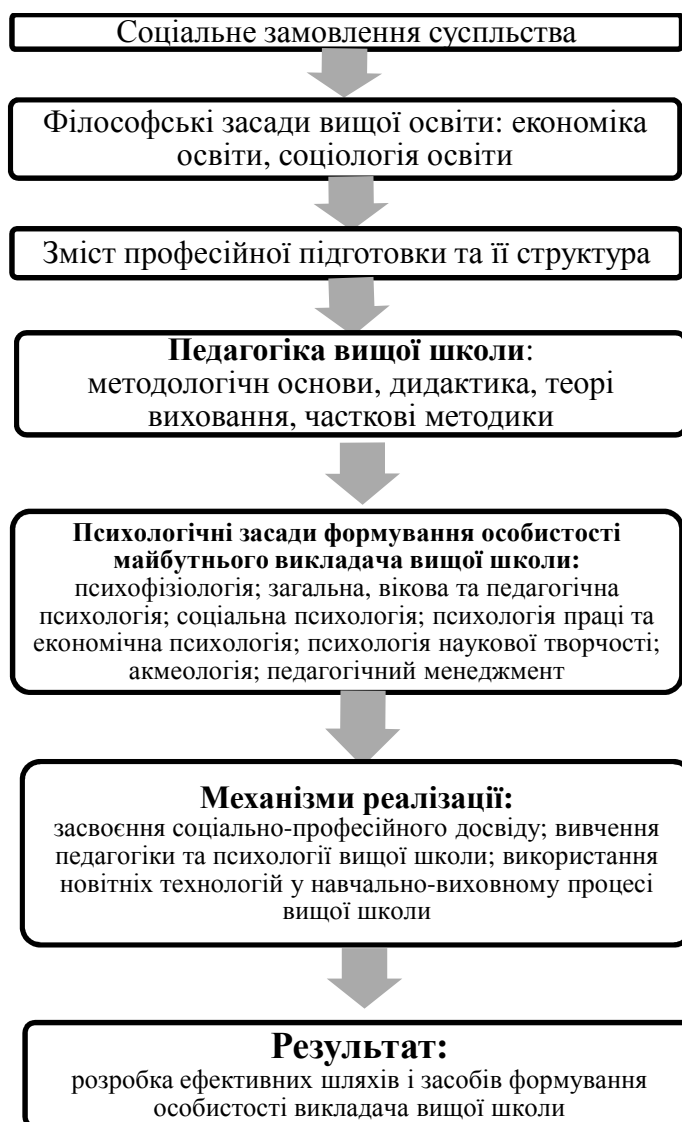 Соціальне замовлення суспльства
Філософські засади вищої освіти: економіка
освіти, соціологія освіти
Зміст професійної підготовки та її структура
Педагогіка вищої школи:
методологічн основи, дидактика, теорі
виховання, часткові методики
Психологічні засади формування особистості
майбутнього викладача вищої школи:
психофізіологія; загальна, вікова та педагогічна
психологія; соціальна психологія; психологія праці та
економічна психологія; психологія наукової творчості;
акмеологія; педагогічний менеджмент
Механізми реалізації:
засвоєння соціально-професійного досвіду; вивчення
педагогіки та психології вищої школи; використання
новітніх технологій у навчально-виховному процесі
вищої школи
Результат:
розробка ефективних шляхів і засобів формування
особистості викладача вищої школи